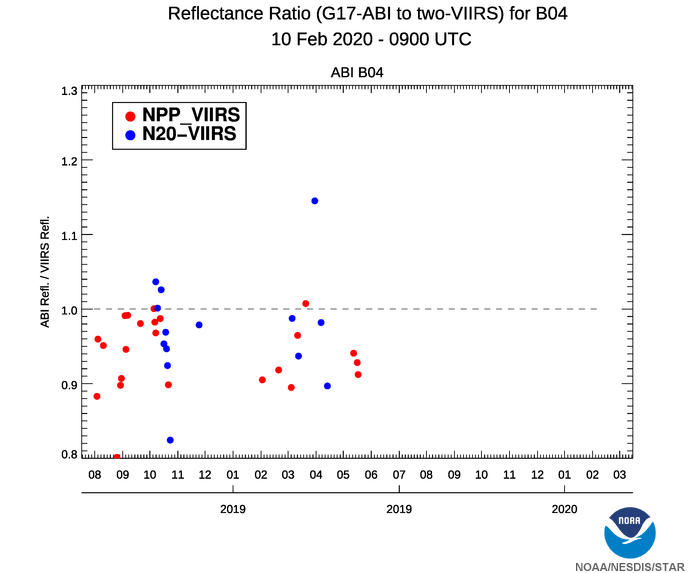 Reflectance Ratio (G17-ABI to two-VIIRS) for B04
10 Feb 2020 - 0900 UTC
ABI B04
1.3
1.2
1.1
1.0
0.9
0.8
ABI Refl. / VIIRS Refl.
NPP_VIIRS
N20-VIIRS
08 09 10 11 12 01 02 03 04 05 06 07 08 09 10 11 12 01 02 03
2019 2019 2020
NOAA
NOAA/NESDIS/STAR